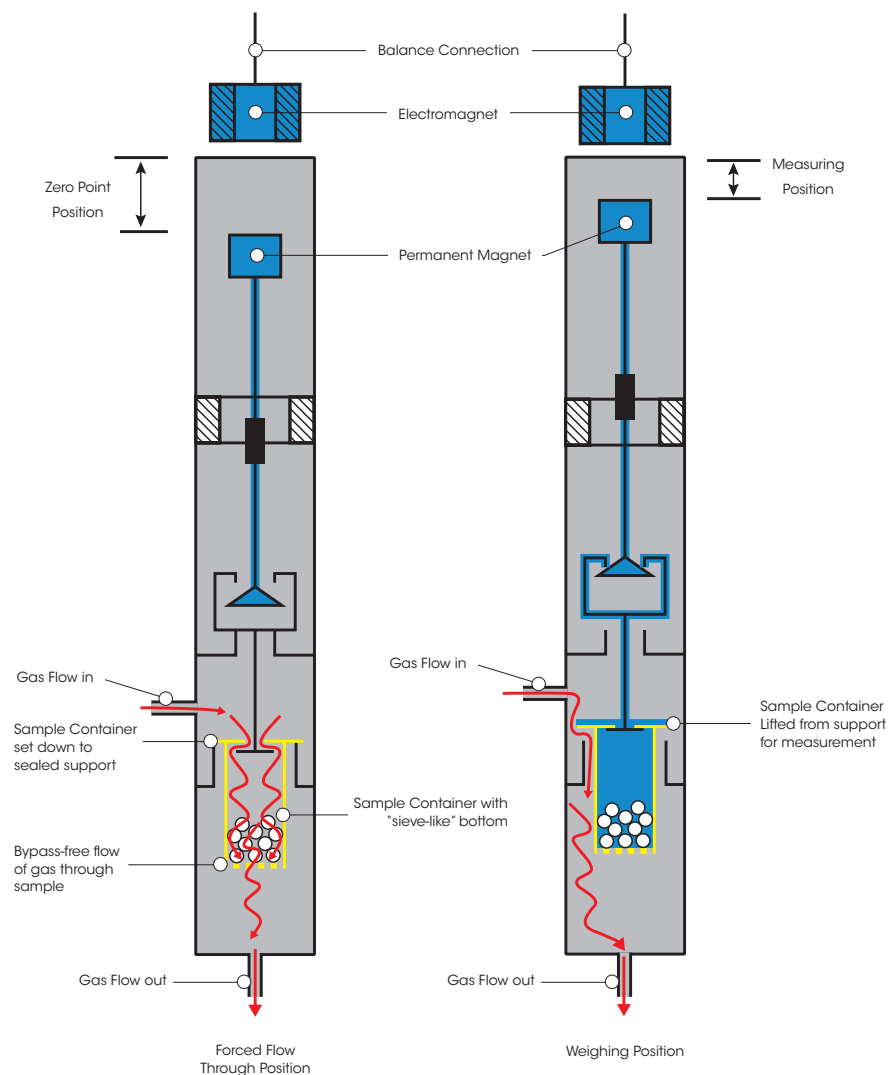 Balance Connection
Electromagnet
Zero Point
Position
Measuring
Position
Permanent Magnet
Gas Flow in
Gas Flow in
Sample Container
set down to
sealed support
Sample Container
Lifted from support
for measurement
Sample Container with
"sieve-like" bottom
Bypass-free flow
of gas through
sample
Gas Flow out
Gas Flow out
Forced Flow
Through Position
Weighing Position